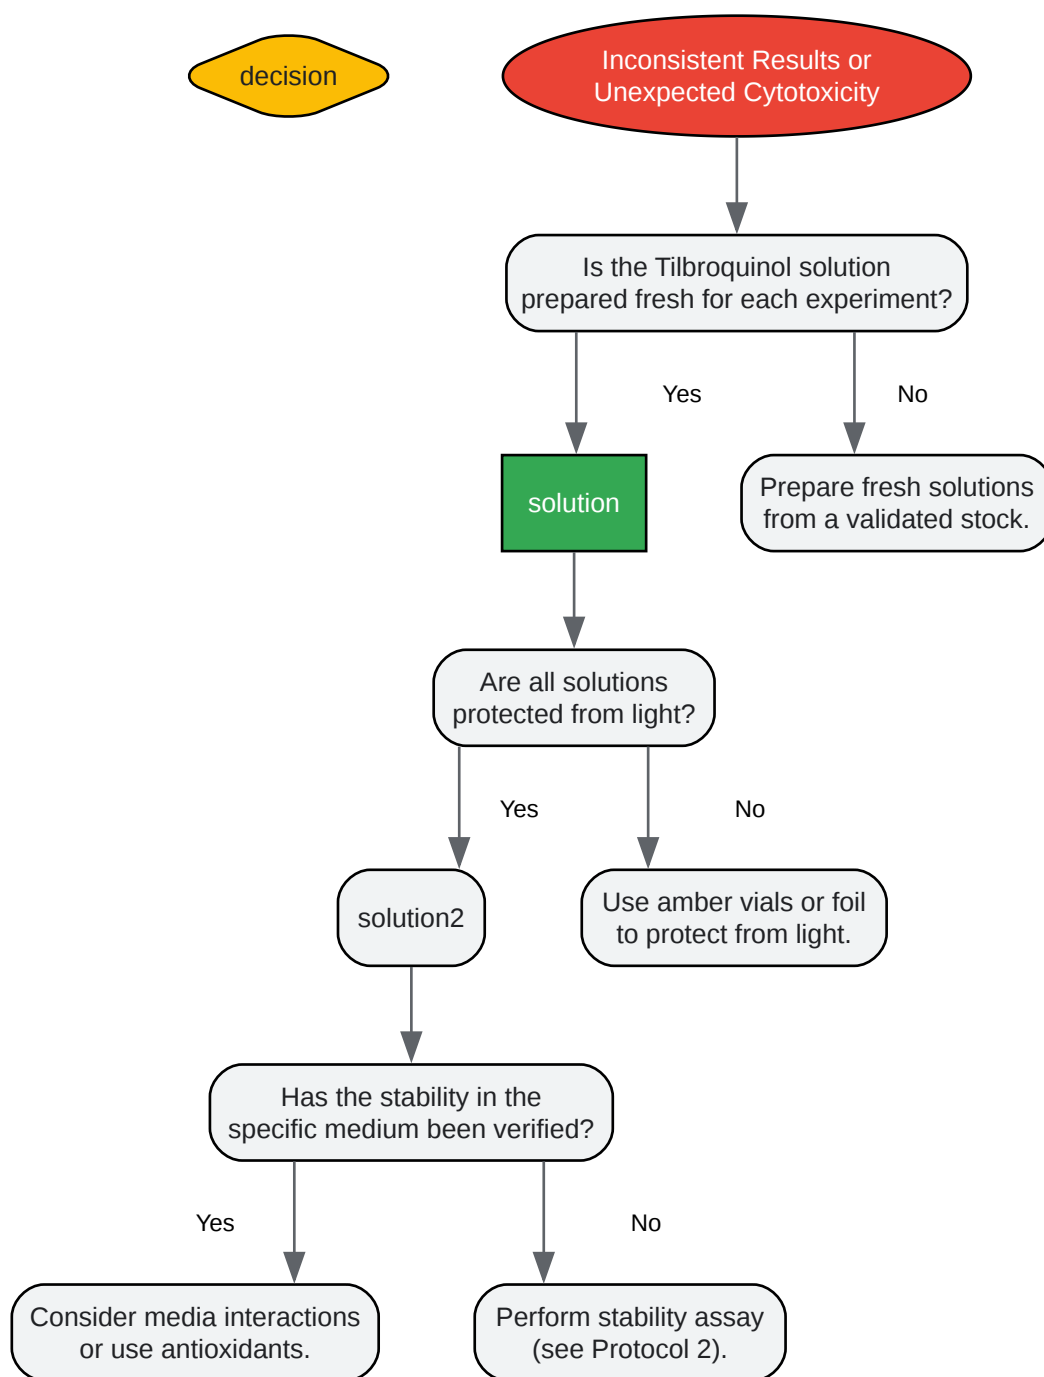 decision
Inconsistent Results or
Unexpected Cytotoxicity
Is the Tilbroquinol solution
prepared fresh for each experiment?
Yes
No
solution
Prepare fresh solutions
from a validated stock.
Are all solutions
protected from light?
Yes
No
solution2
Use amber vials or foil
to protect from light.
Has the stability in the
specific medium been verified?
Yes
No
Consider media interactions
or use antioxidants.
Perform stability assay
(see Protocol 2).